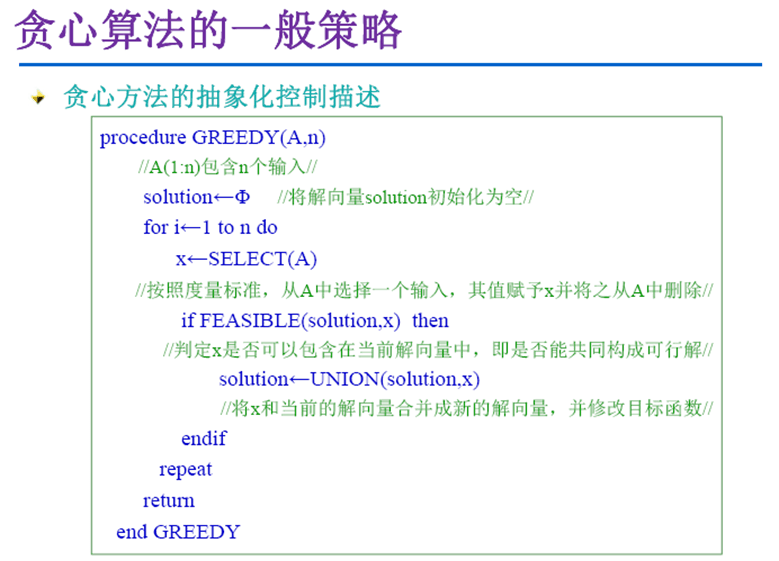 贪心算法的一般策略
贪心方法的抽象化控制描述
procedure GREEDY(A,n)
//A(1:n)包含n个输入//
solution←Φ //将解向量solution初始化为空//
for i←1 to n do
x←SELECT(A)
//按照度量标准，从A中选择一个输入，其值赋予x并将之从A中删除//
if FEASIBLE(solution,x) then
//判定x是否可以包含在当前解向量中，即是否能共同构成可行解//
solution←UNION(solution,x)
//将x和当前的解向量合并成新的解向量，并修改目标函数//
endif
repeat
return
end GREEDY